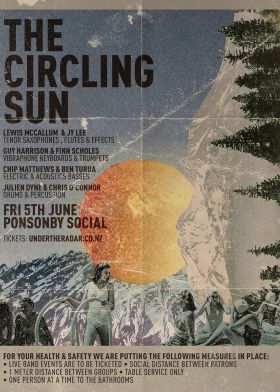 THE
CIRCLING
SUN
LEWIS MCCALLUM & JY LEE
TENOR SAXOPHONES, FLUTES & EFFECTS
GUY HARRISON & FINN SCHOLES
VIBRAPHONE KEYBOARDS & TRUMPETS
CHIP MATTHEWS & BEN TURUA
ELECTRIC & ACOUSTICS BASSES
JULIEN DYNE & CHRIS O'CONNOR
DRUMS & PERCUSSION
FRI 5TH JUNE
PONSONBY SOCIAL
TICKETS: UNDERTHERADAR.CO.NZ
FOR YOUR HEALTH & SAFETY WE ARE PUTTING THE FOLLOWING MEASURES IN PLACE:
• LIVE BAND EVENTS ARE TO BE TICKETED • SOCIAL DISTANCE BETWEEN PATRONS
• 1 METER DISTANCE BETWEEN GROUPS • TABLE SERVICE ONLY
• ONE PERSON AT A TIME TO THE BATHROOMS